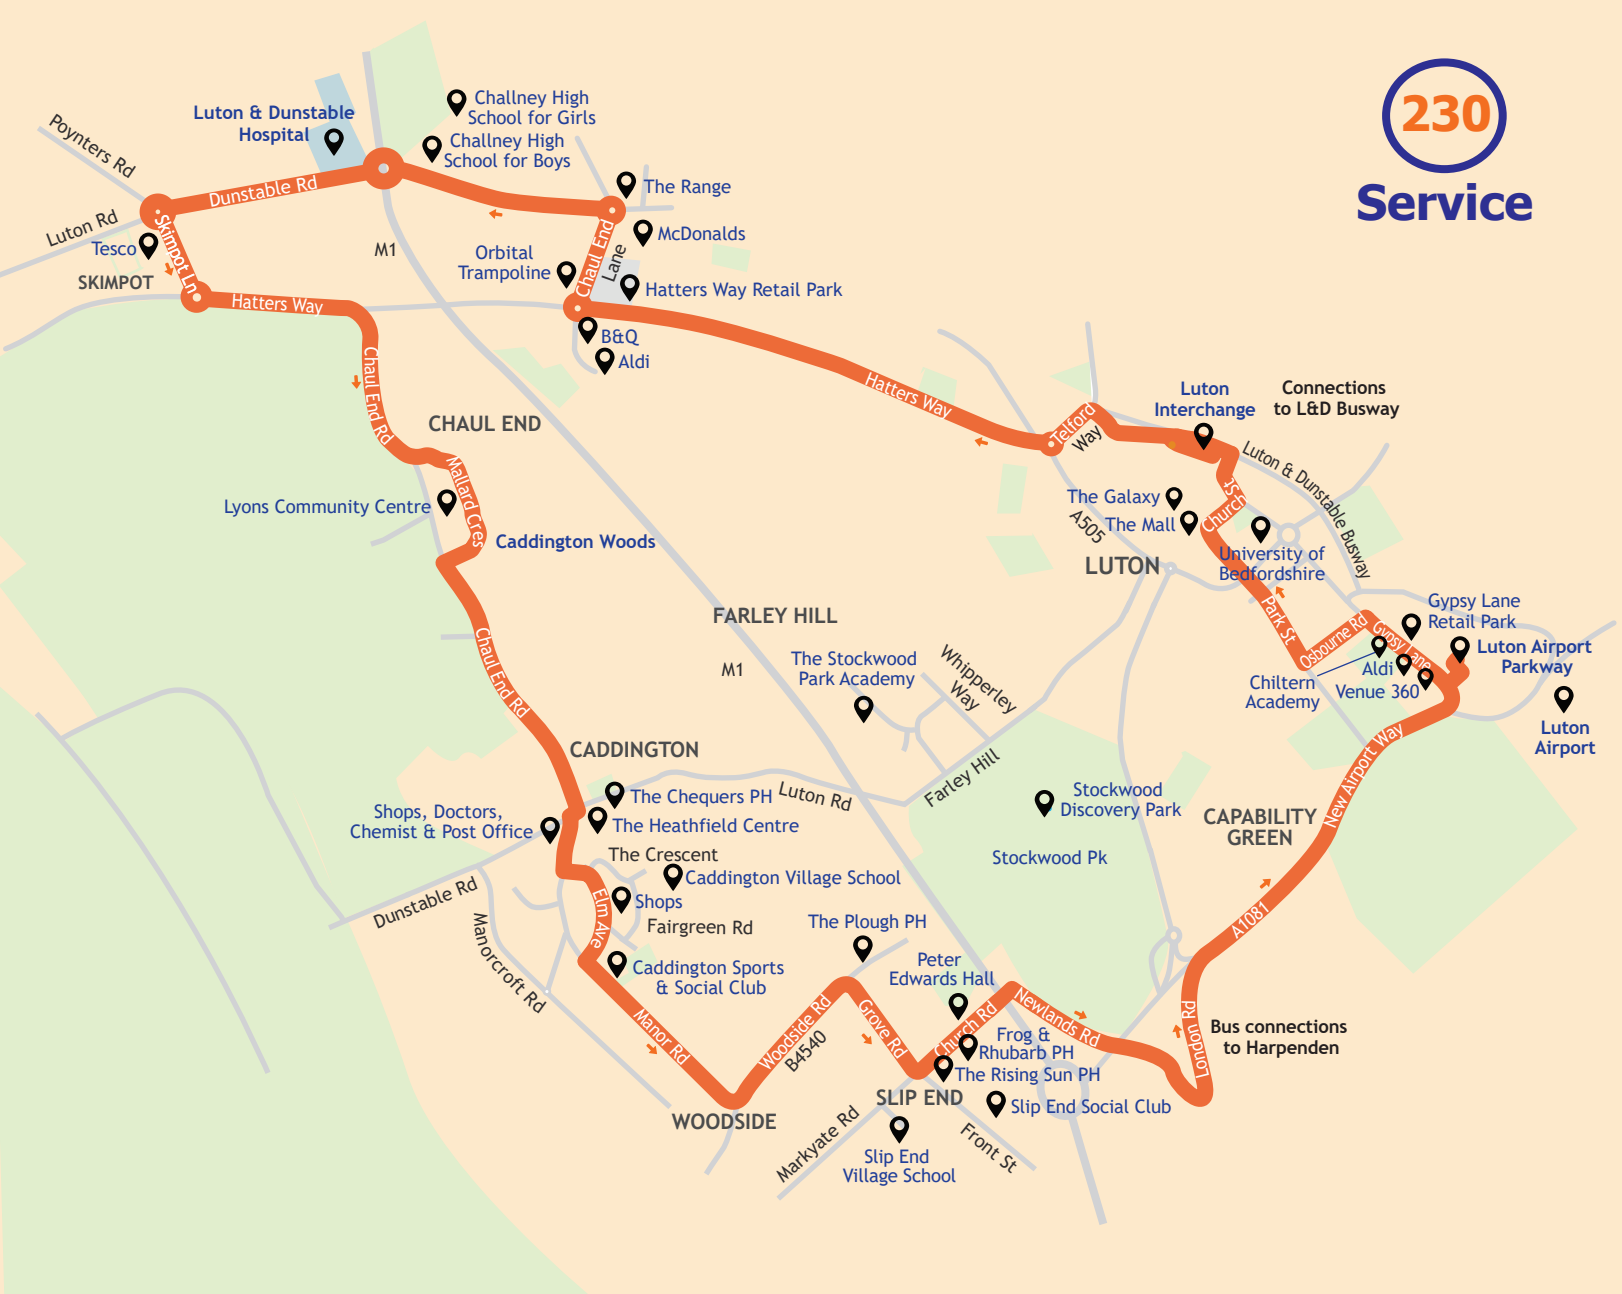 230
Service
Challney High
School for Girls
Luton & Dunstable
Hospital
Challney High
School for Boys
Poynters Rd
Dunstable Rd
The Range
Luton Rd
Skimpot Ln
Tesco
SKIMPOT
M1
McDonalds
Orbital
Trampoline
Chaul End
Lane
Hatters Way Retail Park
Hatters Way
B&Q
Aldi
Chaul End Rd
CHAUL END
Hatters Way
Luton
Interchange
Connections
to L&D Busway
Telford
Way
Luton & Dunstable Busway
Mallard Cres
Lyons Community Centre
Caddington Woods
The Galaxy
The Mall
A505
Church St
LUTON
University of
Bedfordshire
Park St
Osbourne Rd
Gypsy Lane
Gypsy Lane
Retail Park
Luton Airport
Parkway
Aldi
Venue 360
Chiltern
Academy
Luton
Airport
FARLEY HILL
M1
The Stockwood
Park Academy
Whipperley
Way
Chaul End Rd
CADDINGTON
Luton Rd
Farley Hill
New Airport Way
The Chequers PH
The Heathfield Centre
Shops, Doctors,
Chemist & Post Office
Stockwood
Discovery Park
Stockwood Pk
CAPABILITY
GREEN
The Crescent
Caddington Village School
Shops
Elm Ave
Fairgreen Rd
Dunstable Rd
Manorcroft Rd
The Plough PH
A1081
Caddington Sports
& Social Club
Peter
Edwards Hall
Manor Rd
Woodside Rd
B4540
Grove Rd
Church Rd
Newlands Rd
London Rd
Bus connections
to Harpenden
Frog &
Rhubarb PH
The Rising Sun PH
SLIP END
Slip End Social Club
WOODSIDE
Markyate Rd
Front St
Slip End
Village School